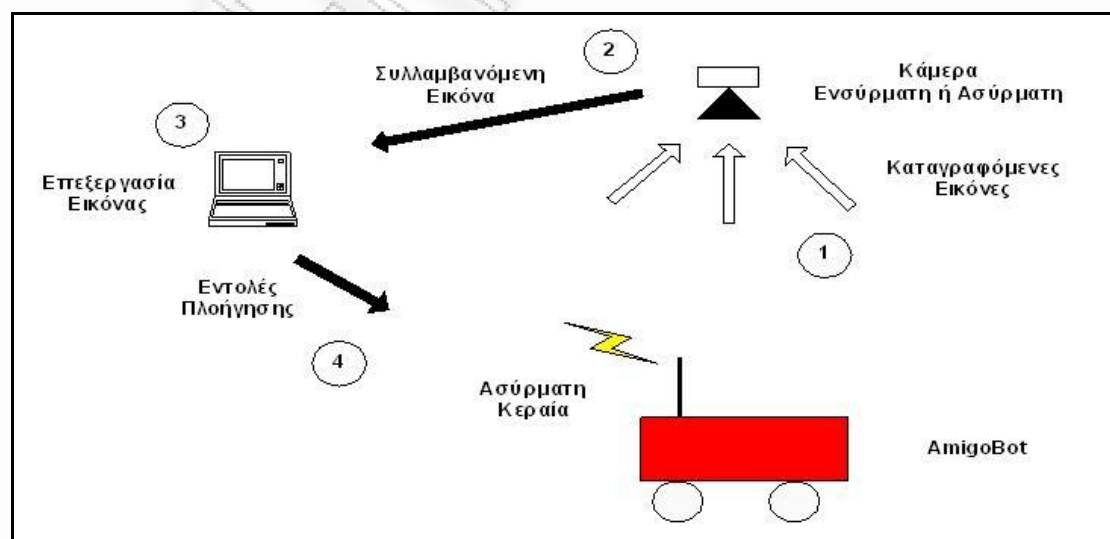 2
Συλλαμβανόμενη
Εικόνα
Κάμερα
Ενσύρματη ή Ασύρματη
3
Επεξεργασία
Εικόνας
Καταγραφόμενες
Εικόνες
1
Εντολές
Πλοήγησης
4
Ασύρματη
Κεραία
AmigoBot